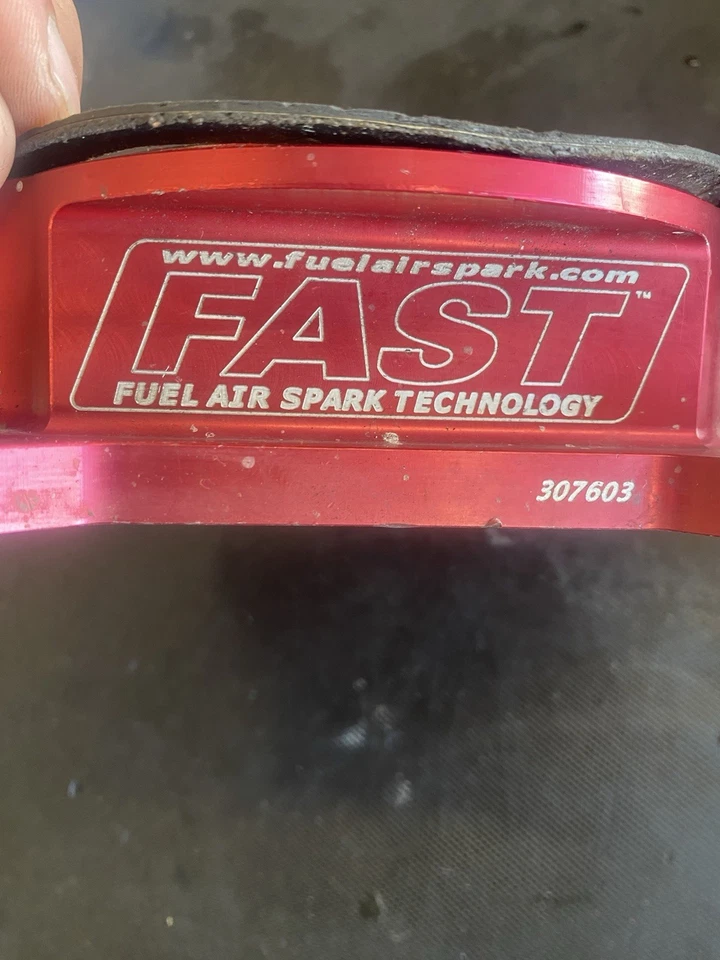 www.fuelairspark.com
FAST™
FUEL AIR SPARK TECHNOLOGY
307603